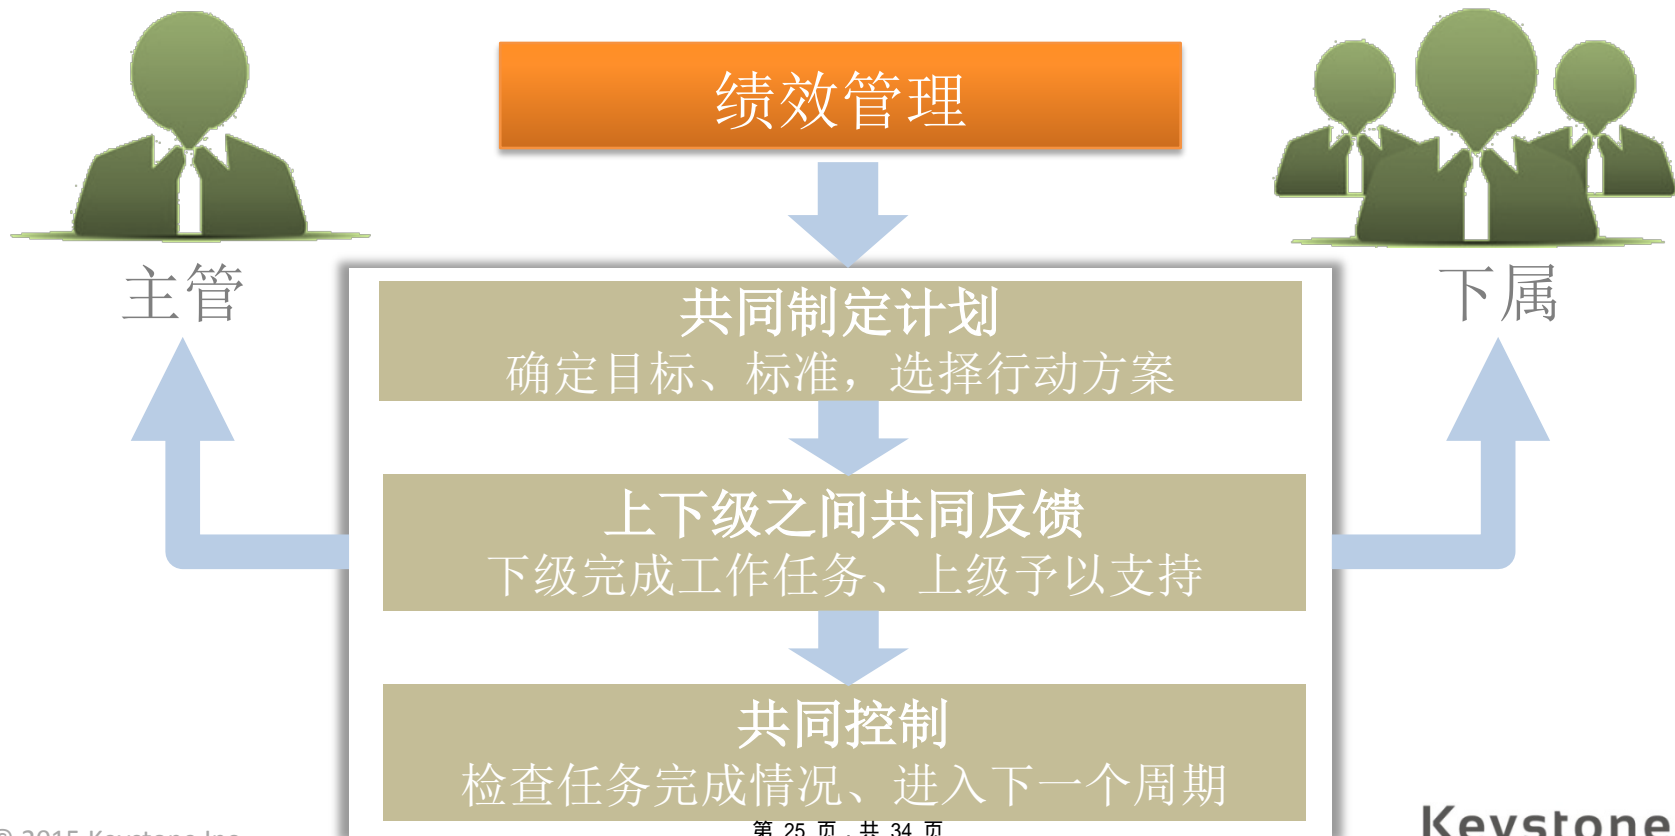 绩效管理
主管
下属
共同制定计划
确定目标、标准，选择行动方案
上下级之间共同反馈
下级完成工作任务、上级予以支持
共同控制
检查任务完成情况、进入下一个周期
第 25 页，共 34 页
© 2015 Keystone Inc
Keystone